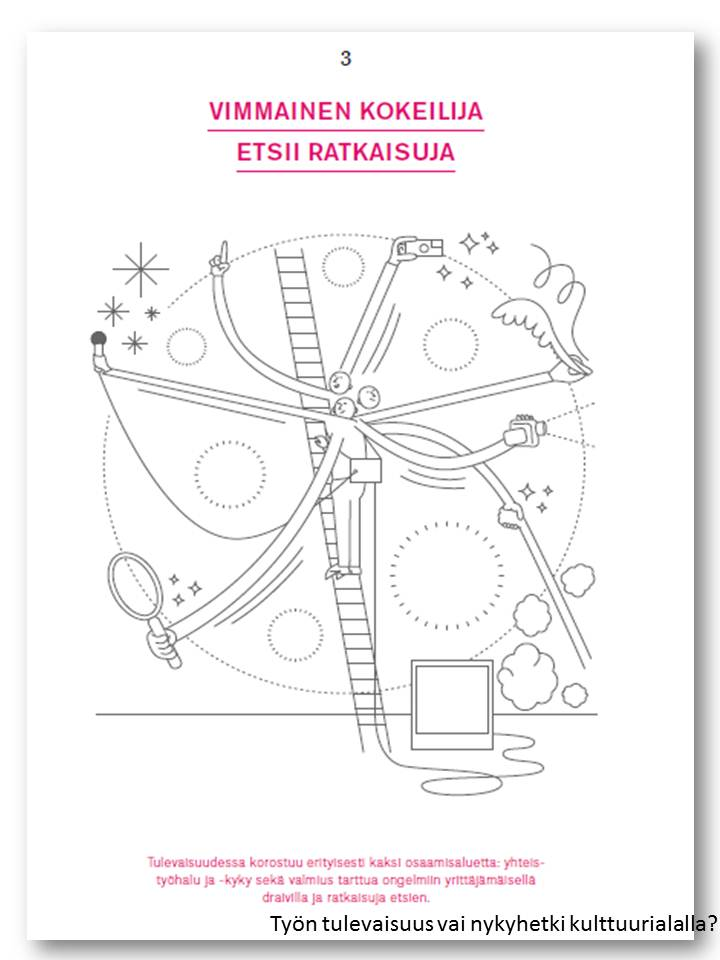 3
VIMMAINEN KOKEILIJA
ETSII RATKAISUJA
Tulevaisuudessa korostuu erityisesti kaksi osaamisaluetta: yhteis-
työhalu ja -kyky sekä valmius tarttua ongelmiin yrittäjämäisellä
draivilla ja ratkaisuja etsien.
Työn tulevaisuus vai nykyhetki kulttuurialalla?